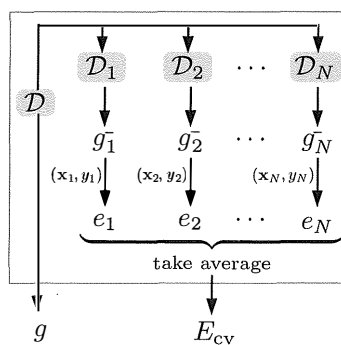 𝒟₁ 𝒟₂ ··· 𝒟_N
𝒟
g₁⁻ g₂⁻ ··· g_N⁻
(x₁, y₁) (x₂, y₂) (x_N, y_N)
e₁ e₂ ··· e_N
take average
g E_cv